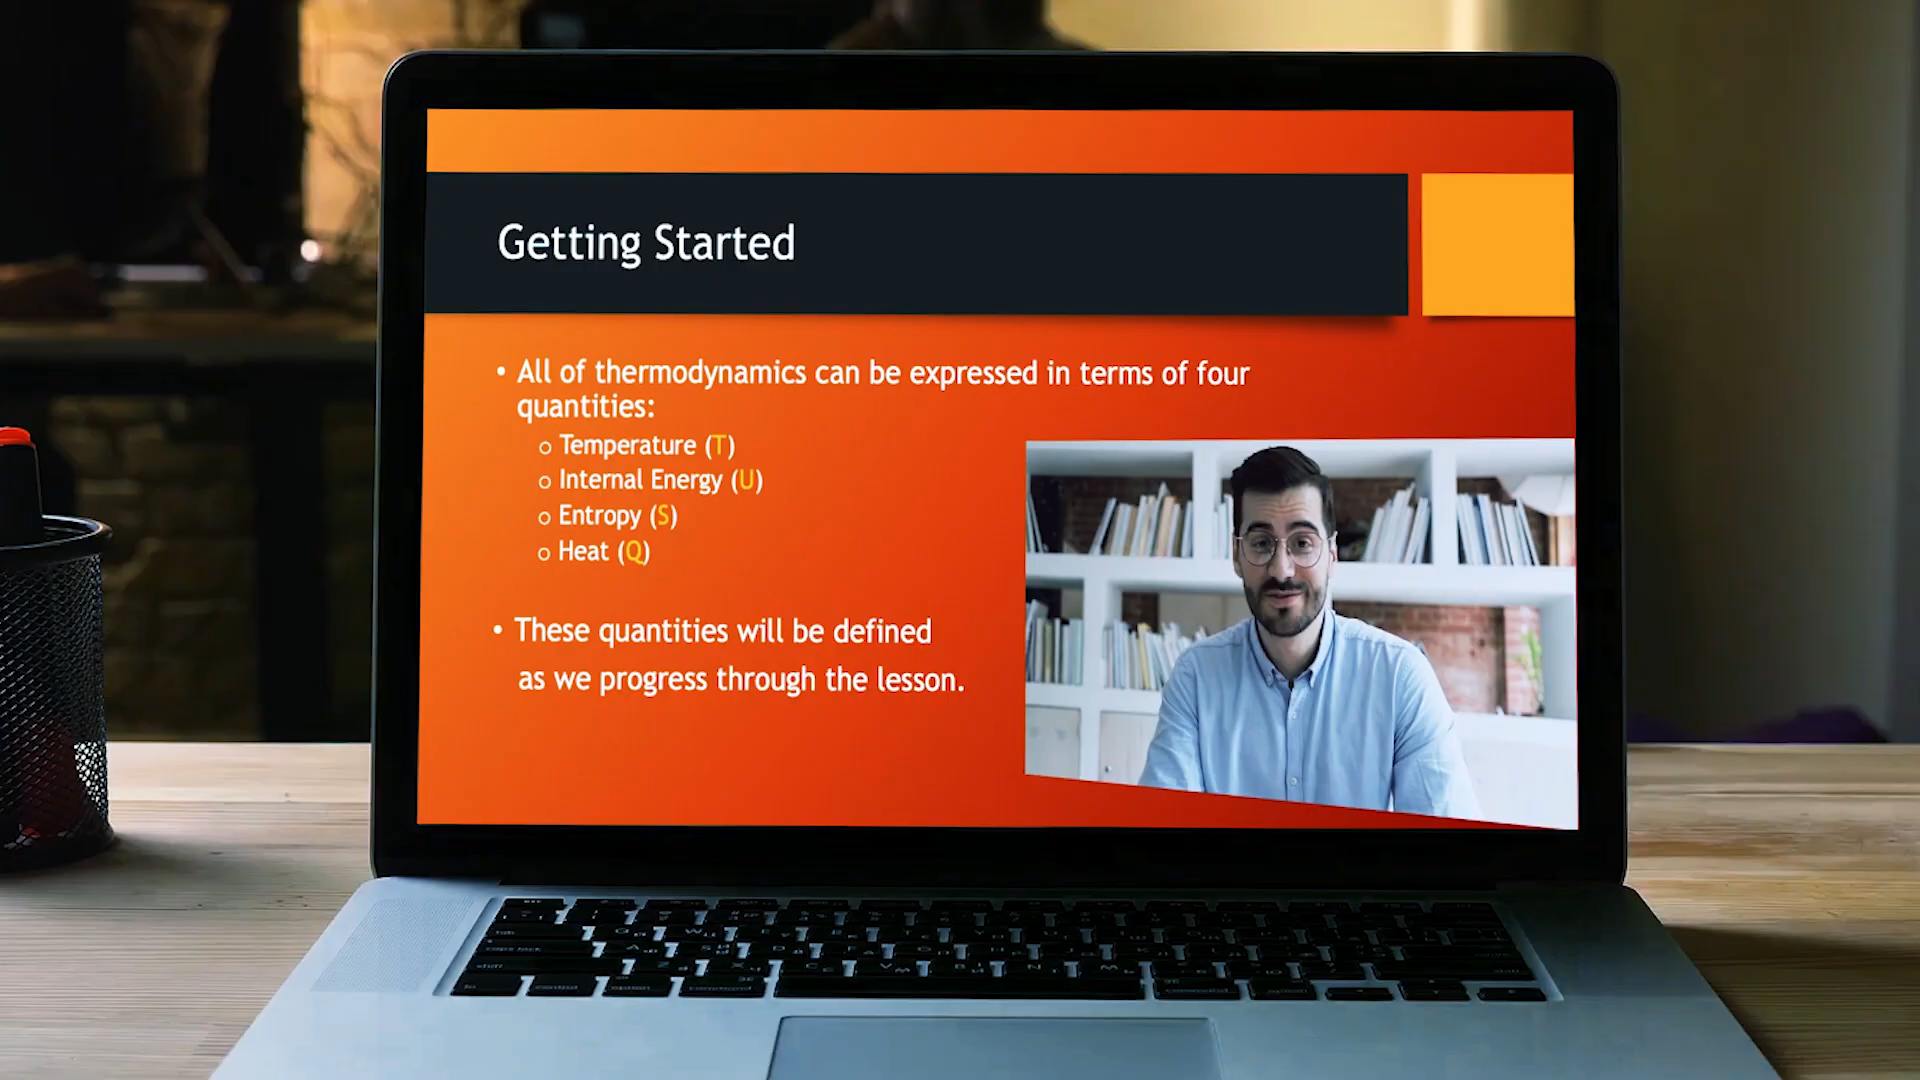 Getting Started
• All of thermodynamics can be expressed in terms of four
quantities:
o Temperature (T)
o Internal Energy (U)
o Entropy (S)
o Heat (Q)
• These quantities will be defined
as we progress through the lesson.